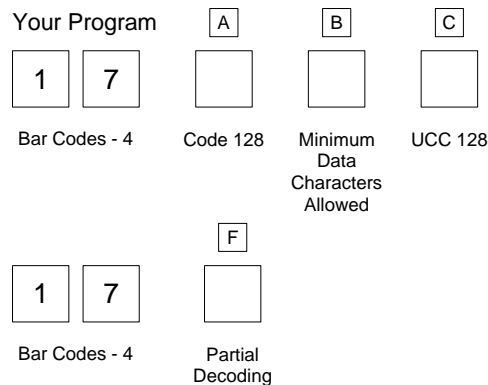 Your Program A B C
1 7
Bar Codes - 4 Code 128 Minimum Data Characters Allowed UCC 128
F
1 7
Bar Codes - 4 Partial Decoding